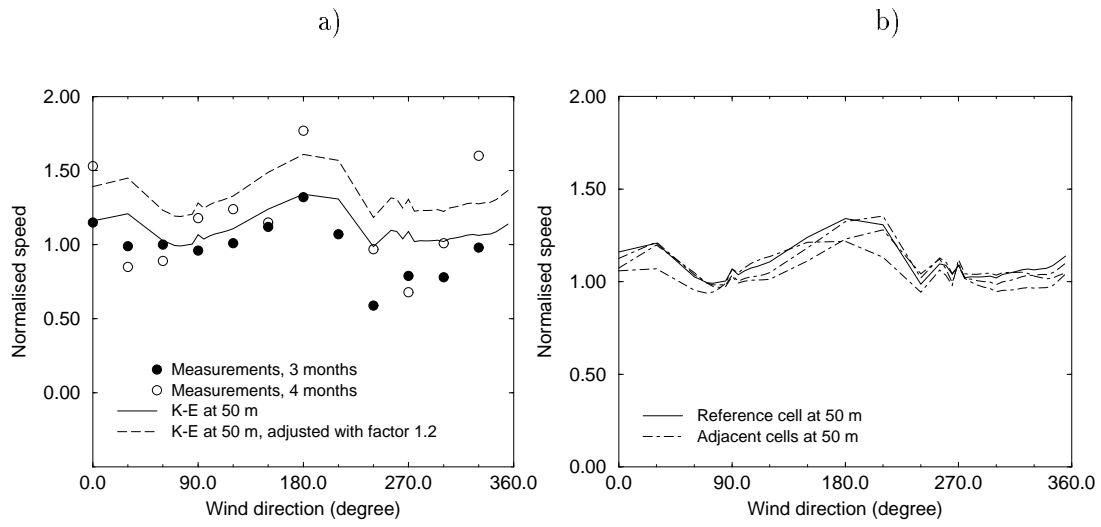 a)
2.00
1.50
1.00
0.50
0.00
Normalised speed
Measurements, 3 months
Measurements, 4 months
K-E at 50 m
K-E at 50 m, adjusted with factor 1.2
0.0 90.0 180.0 270.0 360.0
Wind direction (degree)
b)
2.00
1.50
1.00
0.50
0.00
Normalised speed
Reference cell at 50 m
Adjacent cells at 50 m
0.0 90.0 180.0 270.0 360.0
Wind direction (degree)